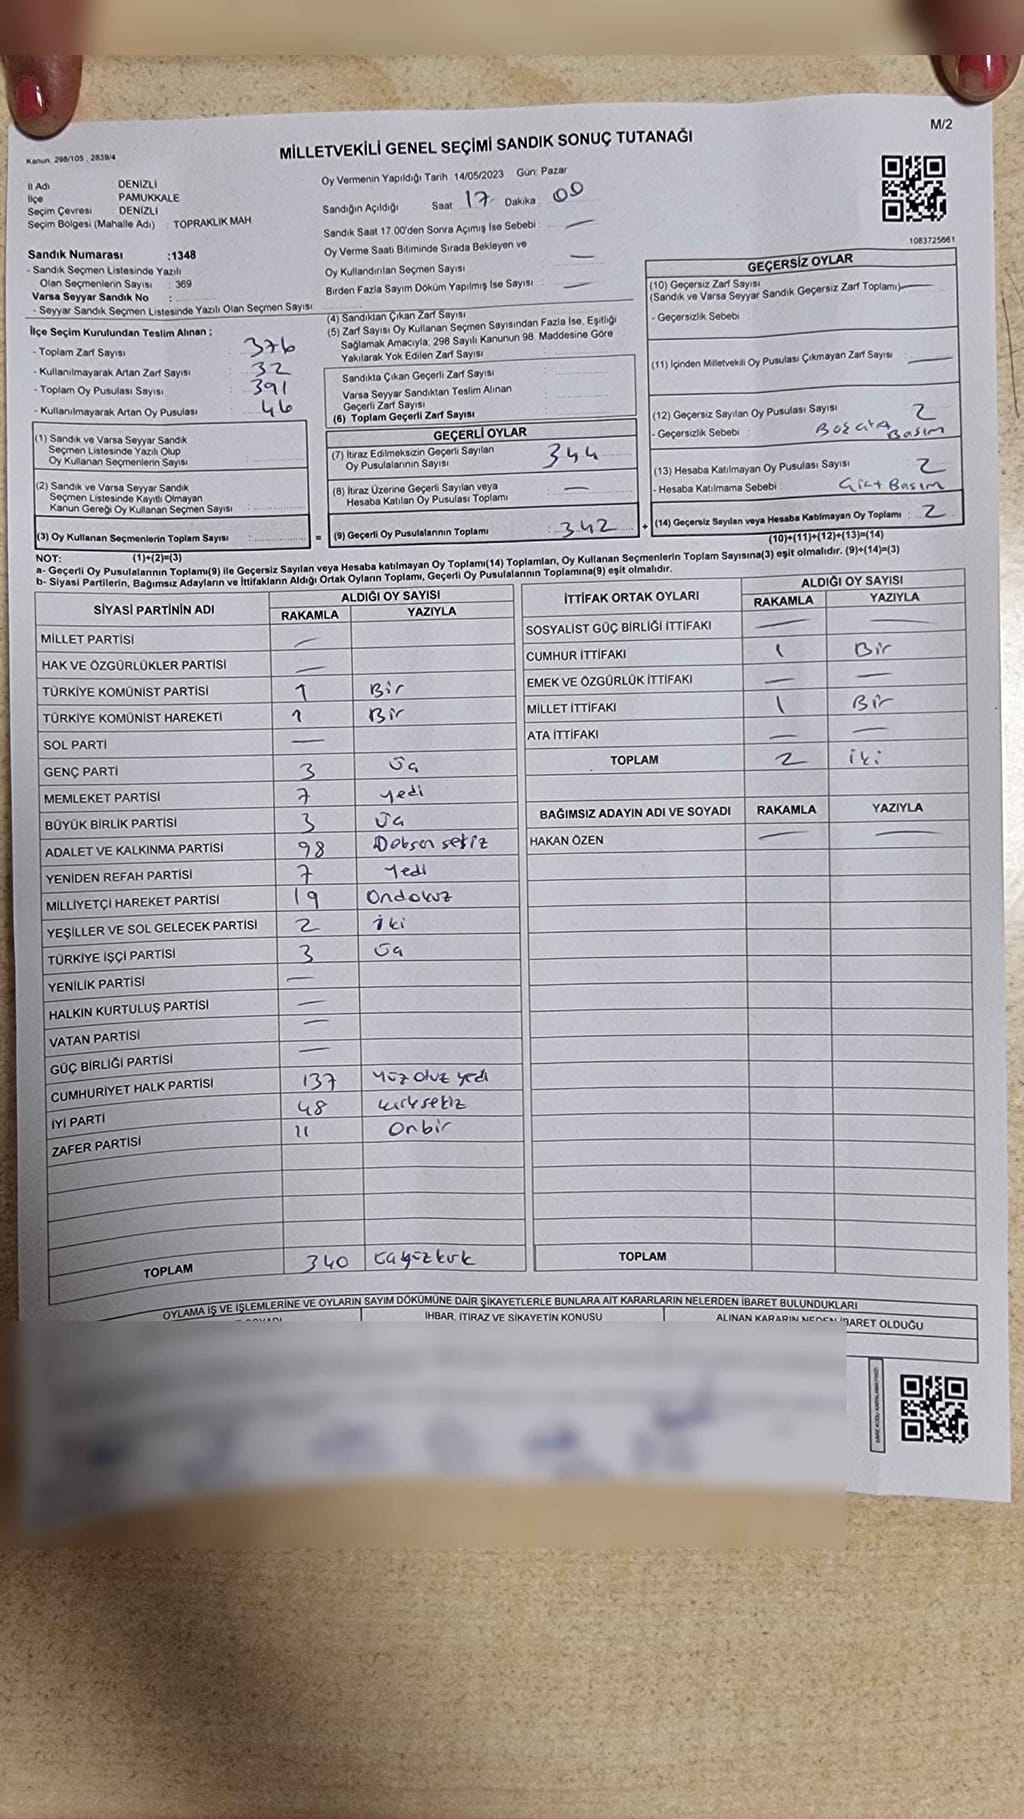 M/2
Kanun, 298/105 , 2839/4
MİLLETVEKİLİ GENEL SEÇİMİ SANDIK SONUÇ TUTANAĞI
İl Adı : DENİZLİ
İlçe : PAMUKKALE
Seçim Çevresi : DENİZLİ
Seçim Bölgesi (Mahalle Adı) : TOPRAKLIK MAH.
Sandık Numarası :1348
- Sandık Seçmen Listesinde Yazılı
Olan Seçmenlerin Sayısı : 369
Varsa Seyyar Sandık No :
- Seyyar Sandık Seçmen Listesinde Yazılı Olan Seçmen Sayısı:
İlçe Seçim Kurulundan Teslim Alınan ;
- Toplam Zarf Sayısı : 376
- Kullanılmayarak Artan Zarf Sayısı : 32
- Toplam Oy Pusulası Sayısı : 391
- Kullanılmayarak Artan Oy Pusulası : 46
(1) Sandık ve Varsa Seyyar Sandık
Seçmen Listesinde Yazılı Olup
Oy Kullanan Seçmenlerin Sayısı
(2) Sandık ve Varsa Seyyar Sandık
Seçmen Listesinde Kayıtlı Olmayan
Kanun Gereği Oy Kullanan Seçmen Sayısı
(3) Oy Kullanan Seçmenlerin Toplam Sayısı :
(1)+(2)=(3)
Oy Vermenin Yapıldığı Tarih :14/05/2023 Gün: Pazar
Sandığın Açıldığı Saat 17 Dakika 00
Sandık Saat 17.00'den Sonra Açımış İse Sebebi : —
Oy Verme Saati Bitiminde Sırada Bekleyen ve
Oy Kullandırılan Seçmen Sayısı : —
Birden Fazla Sayım Döküm Yapılmış İse Sayısı : —
(4) Sandıktan Çıkan Zarf Sayısı
(5) Zarf Sayısı Oy Kullanan Seçmen Sayısından Fazla İse, Eşitliği
Sağlamak Amacıyla; 298 Sayılı Kanunun 98. Maddesine Göre
Yakılarak Yok Edilen Zarf Sayısı
Sandıkta Çıkan Geçerli Zarf Sayısı
Varsa Seyyar Sandıktan Teslim Alınan
Geçerli Zarf Sayısı
(6) Toplam Geçerli Zarf Sayısı
GEÇERLİ OYLAR
(7) İtiraz Edilmeksizin Geçerli Sayılan
Oy Pusulalarının Sayısı 344
(8) İtiraz Üzerine Geçerli Sayılan veya
Hesaba Katılan Oy Pusulası Toplamı —
= (9) Geçerli Oy Pusulalarının Toplamı : 342 +
1083725661
GEÇERSİZ OYLAR
(10) Geçersiz Zarf Sayısı
(Sandık ve Varsa Seyyar Sandık Geçersiz Zarf Toplamı) —
- Geçersizlik Sebebi :
(11) İçinden Milletvekili Oy Pusulası Çıkmayan Zarf Sayısı —
(12) Geçersiz Sayılan Oy Pusulası Sayısı 2
- Geçersizlik Sebebi : Basım
(13) Hesaba Katılmayan Oy Pusulası Sayısı 2
- Hesaba Katılmama Sebebi : Çift Basım
(14) Geçersiz Sayılan veya Hesaba Katılmayan Oy Toplamı : 2
(10)+(11)+(12)+(13)=(14)
NOT:
a- Geçerli Oy Pusulalarının Toplamı(9) ile Geçersiz Sayılan veya Hesaba katılmayan Oy Toplamı(14) Toplamları, Oy Kullanan Seçmenlerin Toplam Sayısına(3) eşit olmalıdır. (9)+(14)=(3)
b- Siyasi Partilerin, Bağımsız Adayların ve İttifakların Aldığı Ortak Oyların Toplamı, Geçerli Oy Pusulalarının Toplamına(9) eşit olmalıdır.
SİYASİ PARTİNİN ADI ALDIĞI OY SAYISI
RAKAMLA YAZIYLA
MİLLET PARTİSİ —
HAK VE ÖZGÜRLÜKLER PARTİSİ —
TÜRKİYE KOMÜNİST PARTİSİ 1 Bir
TÜRKİYE KOMÜNİST HAREKETİ 1 Bir
SOL PARTİ —
GENÇ PARTİ 3 Üç
MEMLEKET PARTİSİ 7 yedi
BÜYÜK BİRLİK PARTİSİ 3 Üç
ADALET VE KALKINMA PARTİSİ 98 Doksan sekiz
YENİDEN REFAH PARTİSİ 7 Yedi
MİLLİYETÇİ HAREKET PARTİSİ 19 Ondokuz
YEŞİLLER VE SOL GELECEK PARTİSİ 2 iki
TÜRKİYE İŞÇİ PARTİSİ 3 Üç
YENİLİK PARTİSİ —
HALKIN KURTULUŞ PARTİSİ —
VATAN PARTİSİ —
GÜÇ BİRLİĞİ PARTİSİ —
CUMHURİYET HALK PARTİSİ 137 Yüz otuz yedi
İYİ PARTİ 48 kırksekiz
ZAFER PARTİSİ 11 Onbir
TOPLAM 340 üçyüzkırk
İTTİFAK ORTAK OYLARI ALDIĞI OY SAYISI
RAKAMLA YAZIYLA
SOSYALİST GÜÇ BİRLİĞİ İTTİFAKI — —
CUMHUR İTTİFAKI 1 Bir
EMEK VE ÖZGÜRLÜK İTTİFAKI — —
MİLLET İTTİFAKI 1 Bir
ATA İTTİFAKI — —
TOPLAM 2 iki
BAĞIMSIZ ADAYIN ADI VE SOYADI RAKAMLA YAZIYLA
HAKAN ÖZEN — —
TOPLAM
OYLAMA İŞ VE İŞLEMLERİNE VE OYLARIN SAYIM DÖKÜMÜNE DAİR ŞİKAYETLERLE BUNLARA AİT KARARLARIN NELERDEN İBARET BULUNDUKLARI
İHBAR, İTİRAZ VE ŞİKAYETİN KONUSU
ALINAN KARARIN NEDEN İBARET OLDUĞU